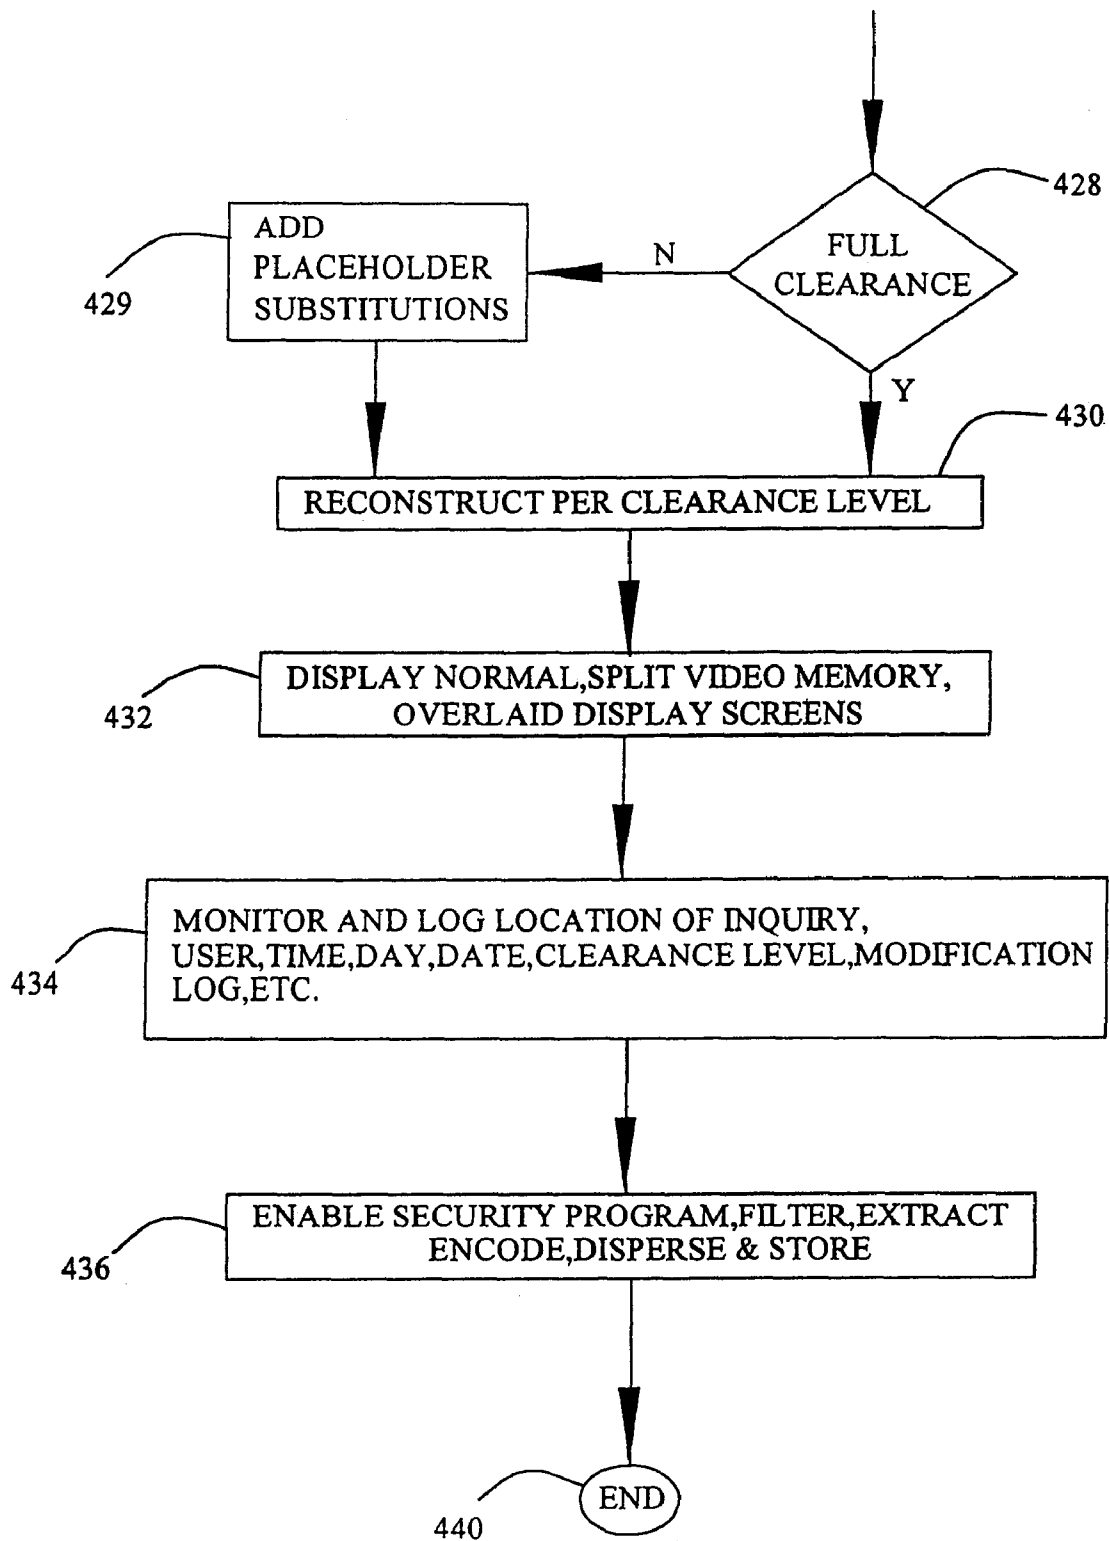 428
FULL
CLEARANCE
N
Y
ADD
PLACEHOLDER
SUBSTITUTIONS
429
430
RECONSTRUCT PER CLEARANCE LEVEL
DISPLAY NORMAL,SPLIT VIDEO MEMORY,
OVERLAID DISPLAY SCREENS
432
MONITOR AND LOG LOCATION OF INQUIRY,
USER,TIME,DAY,DATE,CLEARANCE LEVEL,MODIFICATION
LOG,ETC.
434
ENABLE SECURITY PROGRAM,FILTER,EXTRACT
ENCODE,DISPERSE & STORE
436
END
440